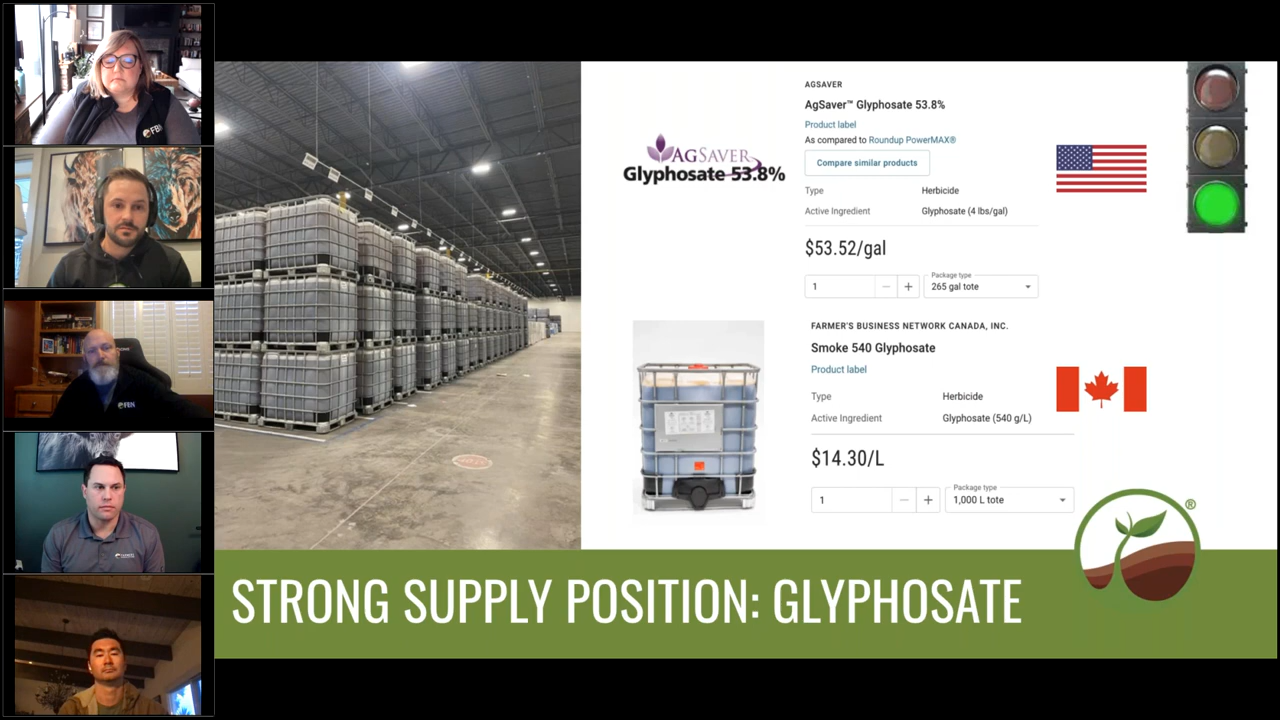 FBN
FBN
FARMERS
AGSAVER
Glyphosate 53.8%
AGSAVER
AgSaver™ Glyphosate 53.8%
Product label
As compared to Roundup PowerMAX®
Compare similar products
Type Herbicide
Active Ingredient Glyphosate (4 lbs/gal)
$53.52/gal
Package type
1 − + 265 gal tote
FARMER'S BUSINESS NETWORK CANADA, INC.
Smoke 540 Glyphosate
Product label
Type Herbicide
Active Ingredient Glyphosate (540 g/L)
$14.30/L
Package type
1 − + 1,000 L tote
®
STRONG SUPPLY POSITION: GLYPHOSATE